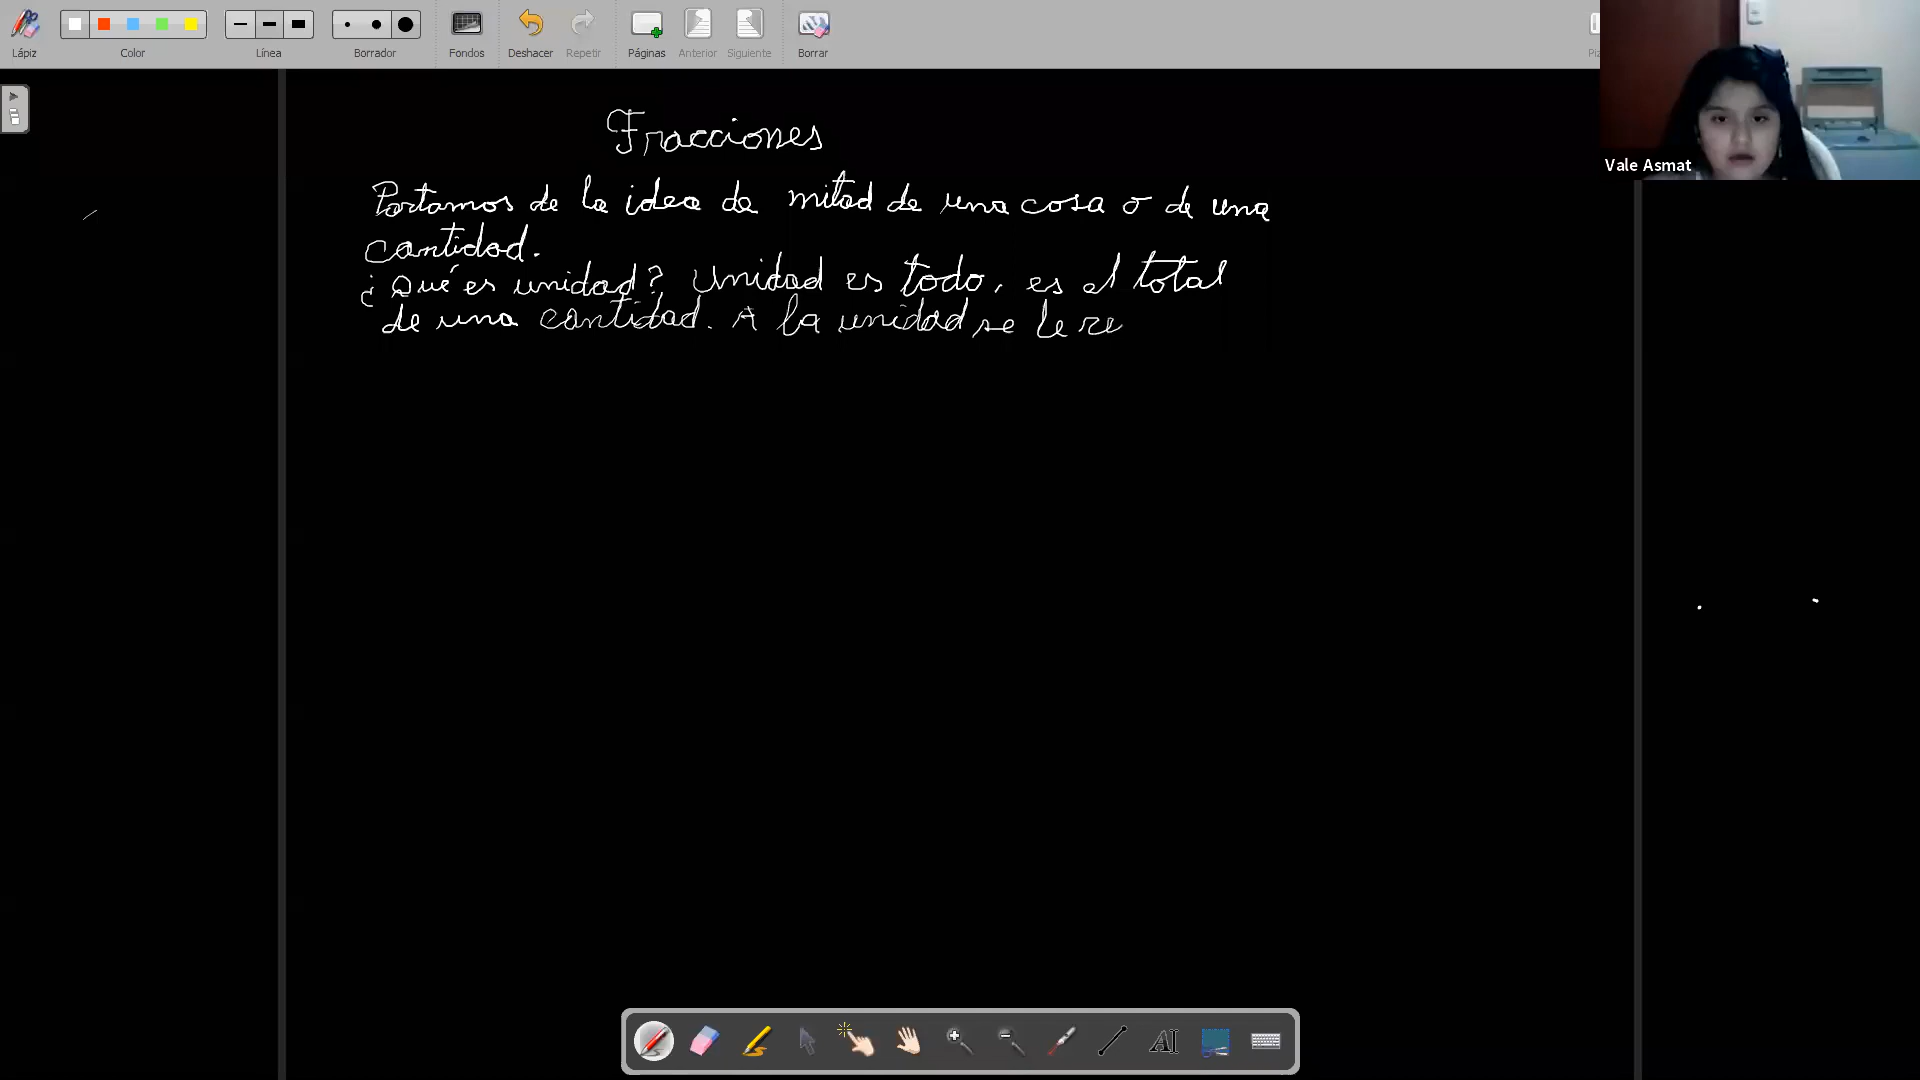 Lápiz
Color
Línea
Borrador
Fondos
Deshacer
Repetir
Páginas
Anterior
Siguiente
Borrar
Vale Asmat
Fracciones
Partamos de la idea de mitad de una cosa o de una
cantidad.
¿Qué es unidad? Unidad es todo, es el total
de una cantidad. A la unidad se le re
AI